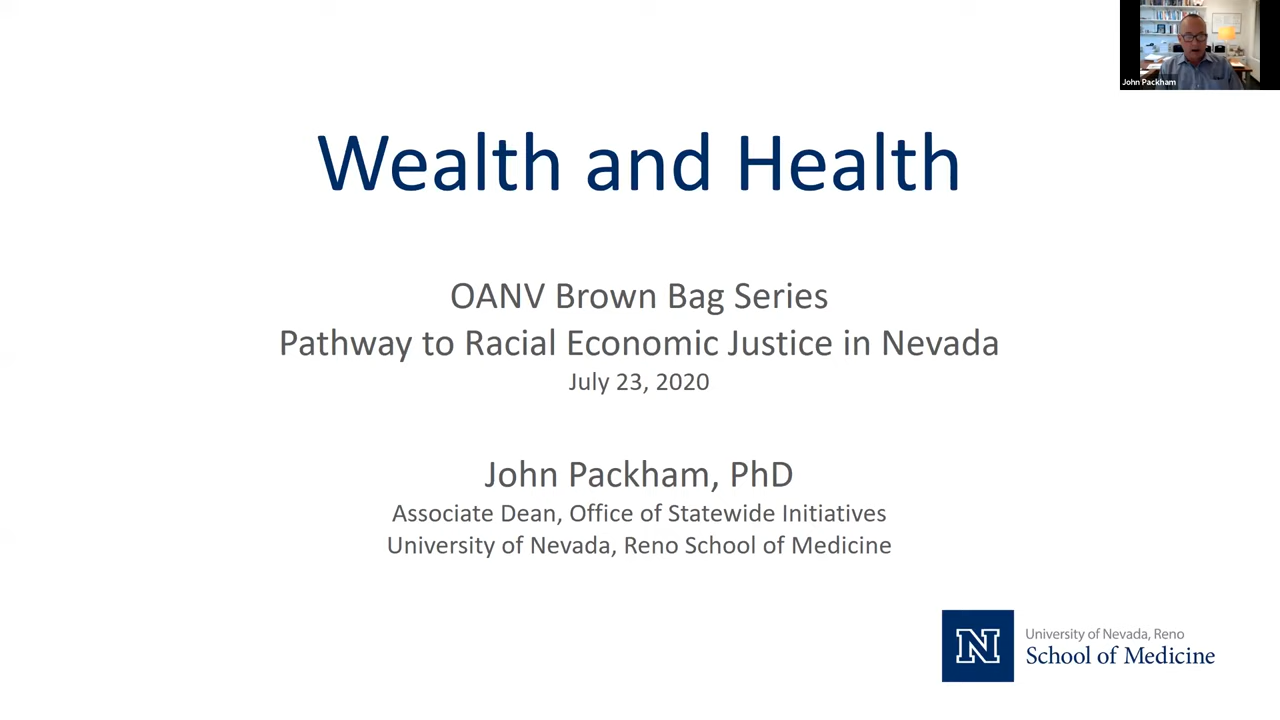 John Packham
Wealth and Health
OANV Brown Bag Series
Pathway to Racial Economic Justice in Nevada
July 23, 2020
John Packham, PhD
Associate Dean, Office of Statewide Initiatives
University of Nevada, Reno School of Medicine
N
University of Nevada, Reno
School of Medicine